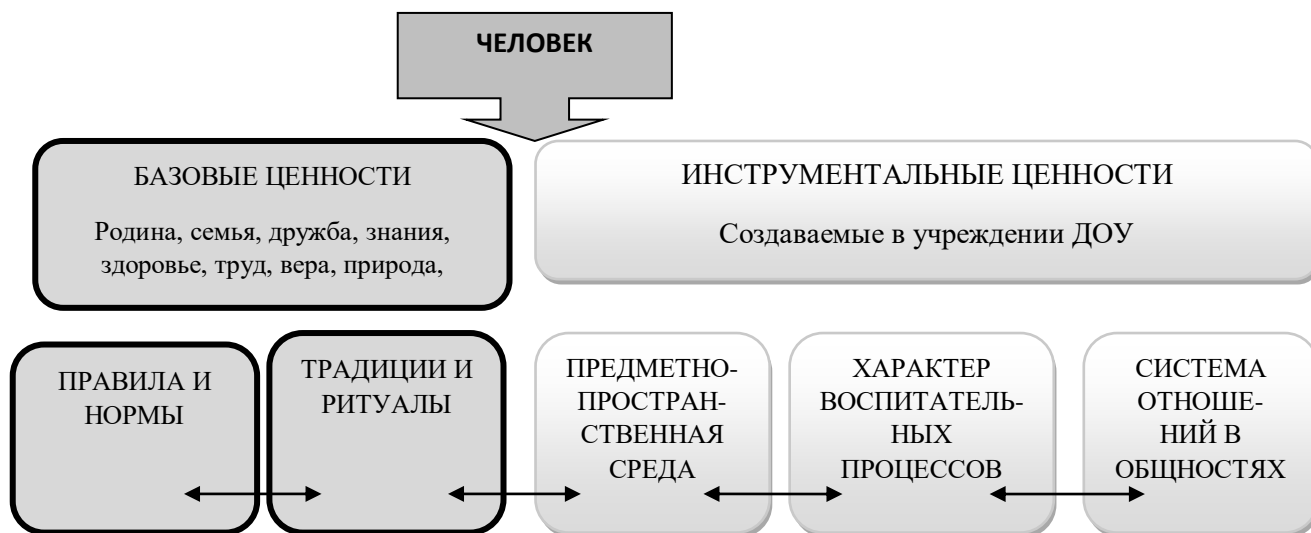 ЧЕЛОВЕК
БАЗОВЫЕ ЦЕННОСТИ
Родина, семья, дружба, знания,
здоровье, труд, вера, природа,
ИНСТРУМЕНТАЛЬНЫЕ ЦЕННОСТИ
Создаваемые в учреждении ДОУ
ПРАВИЛА И
НОРМЫ
ТРАДИЦИИ И
РИТУАЛЫ
ПРЕДМЕТНО-
ПРОСТРАН-
СТВЕННАЯ
СРЕДА
ХАРАКТЕР
ВОСПИТАТЕЛЬ-
НЫХ
ПРОЦЕССОВ
СИСТЕМА
ОТНОШЕ-
НИЙ В
ОБЩНОСТЯХ